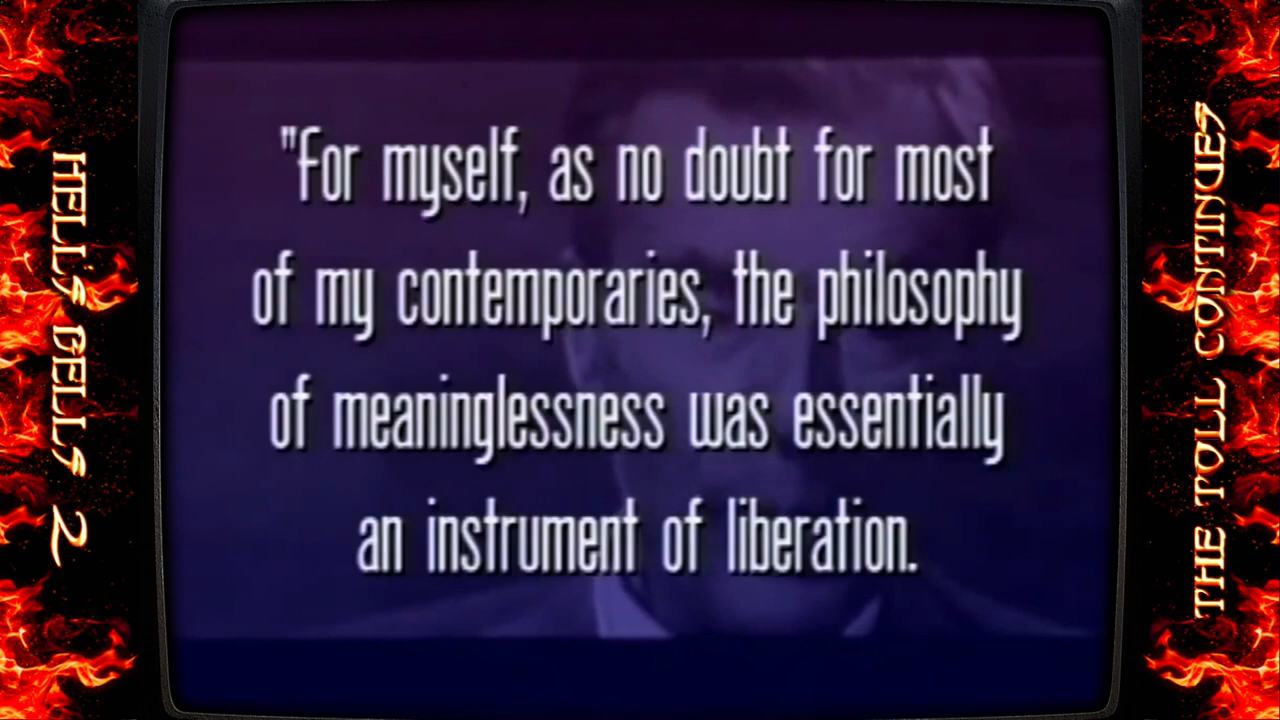 HELL'S BELLS 2
"For myself, as no doubt for most
of my contemporaries, the philosophy
of meaninglessness was essentially
an instrument of liberation.
THE TOLL CONTINUES